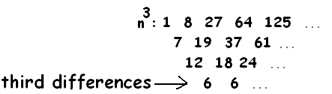 n³: 1 8 27 64 125 ...
7 19 37 61 ...
12 18 24 ...
third differences → 6 6 ...